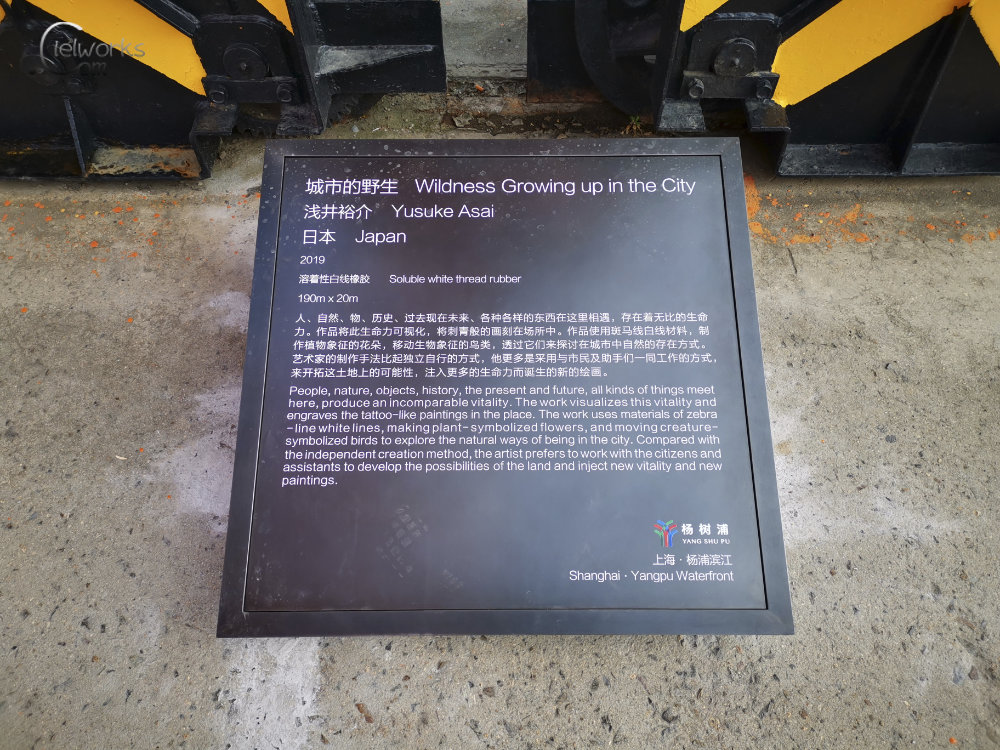 ielworks
城市的野生 Wildness Growing up in the City
浅井裕介 Yusuke Asai
日本 Japan
2019
溶着性白线橡胶 Soluble white thread rubber
190m x 20m
人、自然、物、历史、过去现在未来、各种各样的东西在这里相遇，存在着无比的生命
力。作品将此生命力可视化，将刺青般的画刻在场所中。作品使用斑马线白线材料，制
作植物象征的花朵，移动生物象征的鸟类，透过它们来探讨在城市中自然的存在方式。
艺术家的制作手法比起独立自行的方式，他更多是采用与市民及助手们一同工作的方式，
来开拓这土地上的可能性，注入更多的生命力而诞生的新的绘画。
People, nature, objects, history, the present and future, all kinds of things meet
here, produce an incomparable vitality. The work visualizes this vitality and
engraves the tattoo-like paintings in the place. The work uses materials of zebra
-line white lines, making plant-symbolized flowers, and moving creature-
symbolized birds to explore the natural ways of being in the city. Compared with
the independent creation method, the artist prefers to work with the citizens and
assistants to develop the possibilities of the land and inject new vitality and new
paintings.
杨树浦
YANG SHU PU
上海·杨浦滨江
Shanghai · Yangpu Waterfront